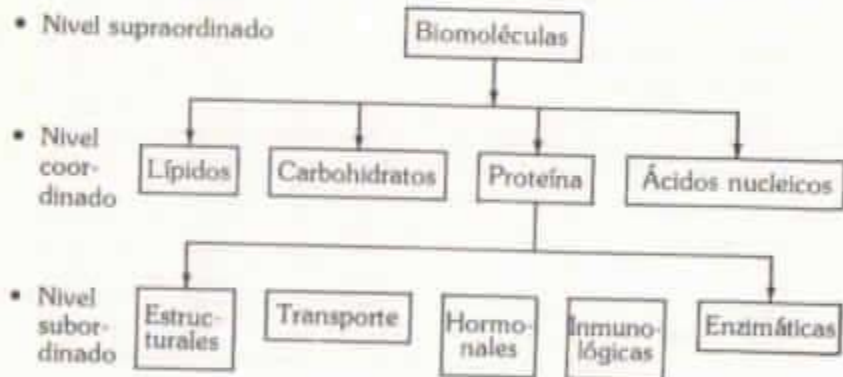 • Nivel supraordinado
Biomoléculas
• Nivel
coor-
dinado
Lípidos
Carbohidratos
Proteína
Ácidos nucleicos
• Nivel
subor-
dinado
Estruc-
turales
Transporte
Hormo-
nales
Inmuno-
lógicas
Enzimáticas